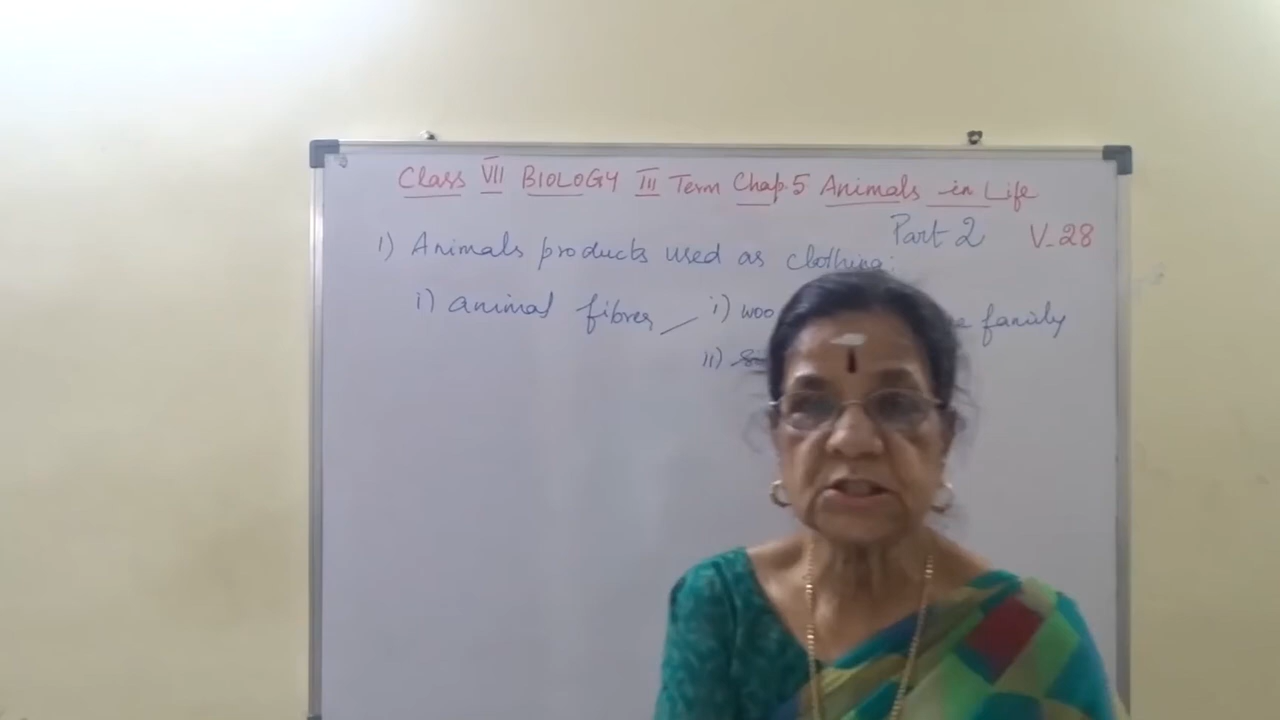 Class VII BIOLOGY III Term Chap.5 Animals in Life
Part 2 V-28
1) Animals products used as clothing:
i) animal fibres i) woo family
ii)